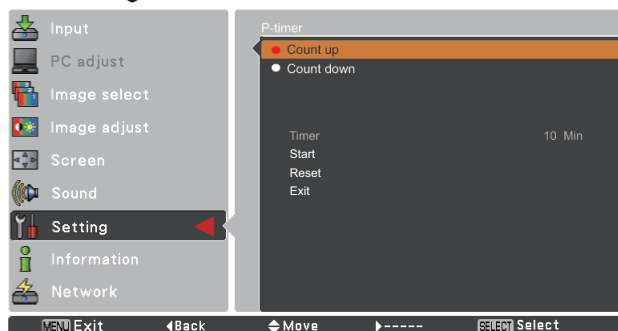 Input
PC adjust
Image select
Image adjust
Screen
Sound
Setting
Information
Network
P-timer
Count up
Count down
Timer 10 Min
Start
Reset
Exit
MENU Exit Back Move ----- SELECT Select